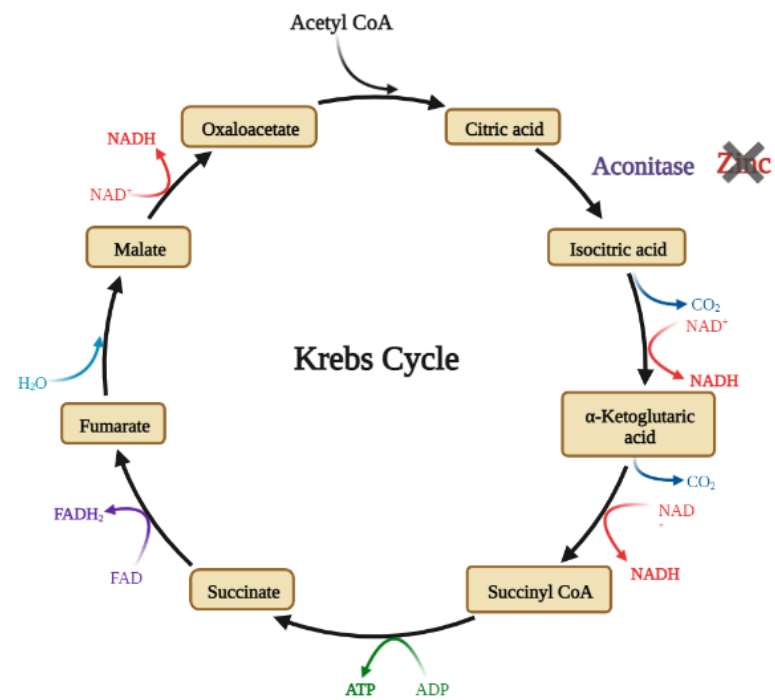 Acetyl CoA
Oxaloacetate
Citric acid
NADH
NAD⁺
Aconitase
Zinc
Malate
Isocitric acid
CO₂
NAD⁺
NADH
Krebs Cycle
H₂O
Fumarate
α-Ketoglutaric
acid
CO₂
FADH₂
NAD
+
FAD
NADH
Succinate
Succinyl CoA
ATP
ADP